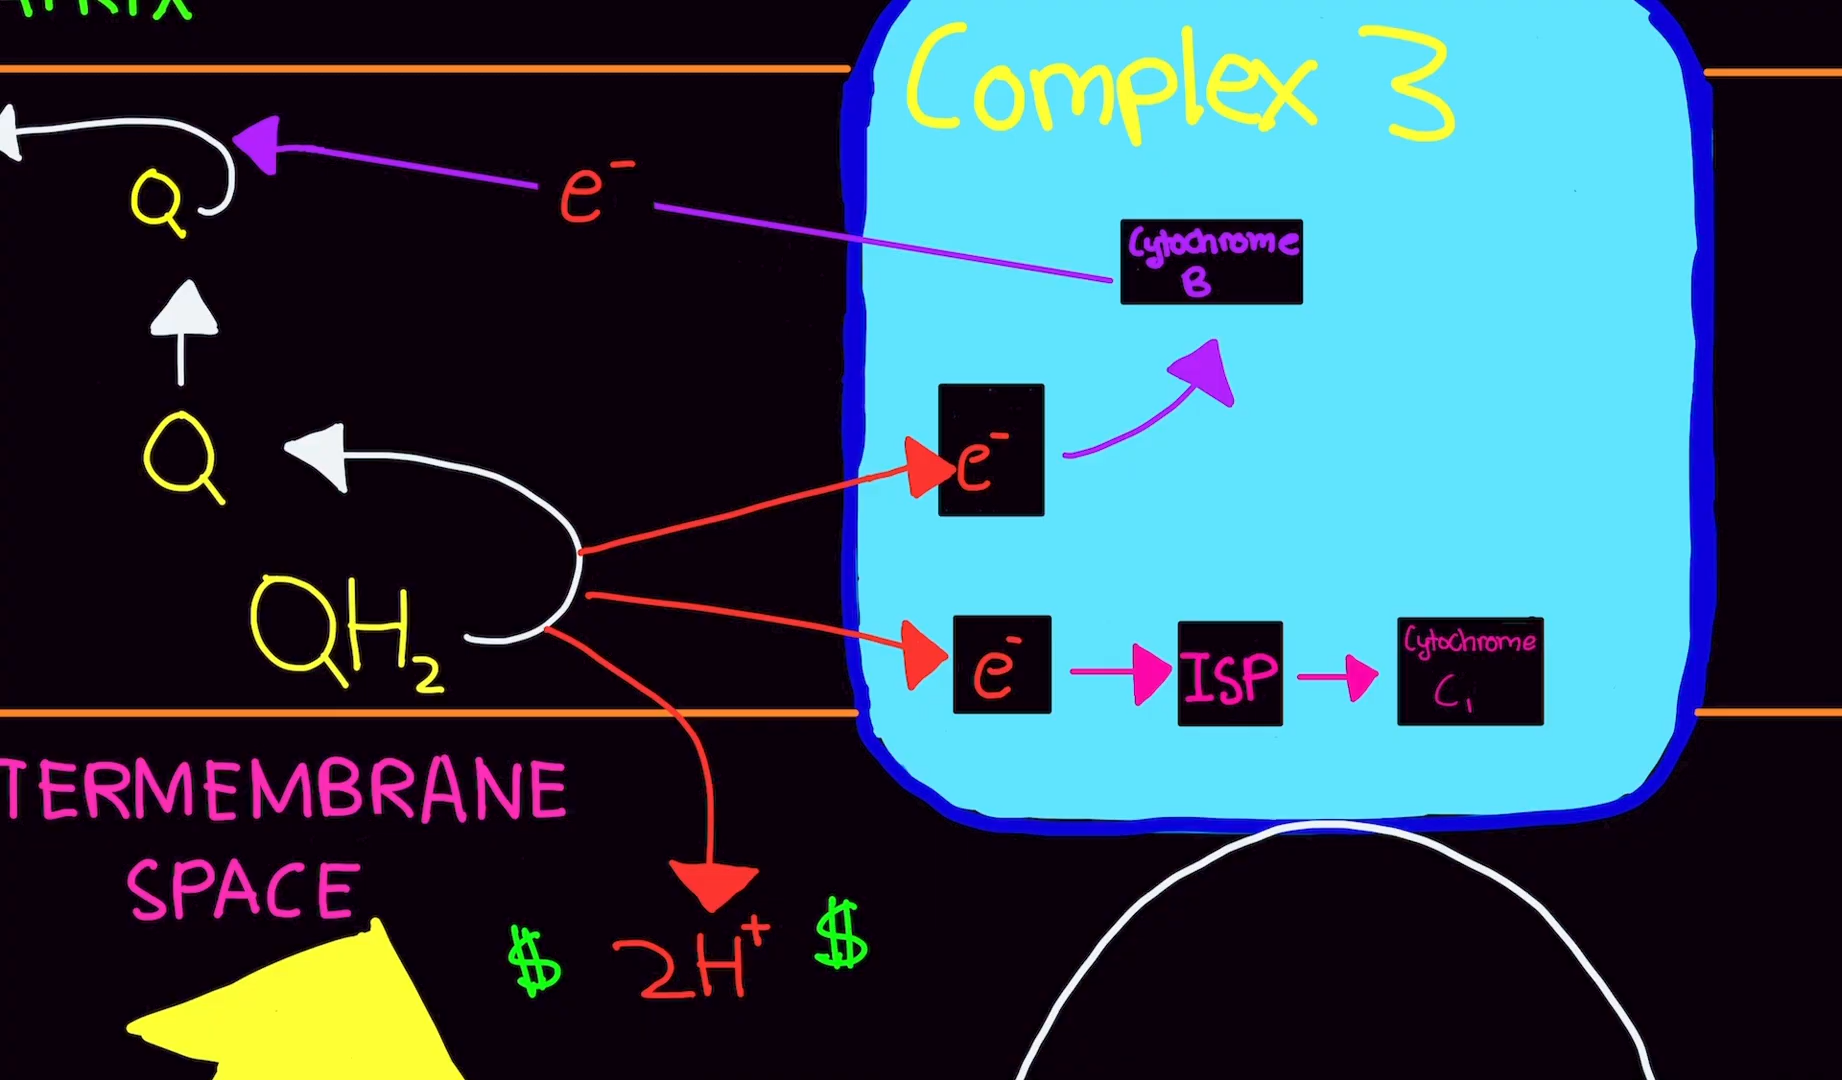 Complex 3
Q
e⁻
Cytochrome
B
Q
e⁻
QH₂
e⁻
ISP
Cytochrome
C₁
TERMEMBRANE
SPACE
$ 2H⁺ $